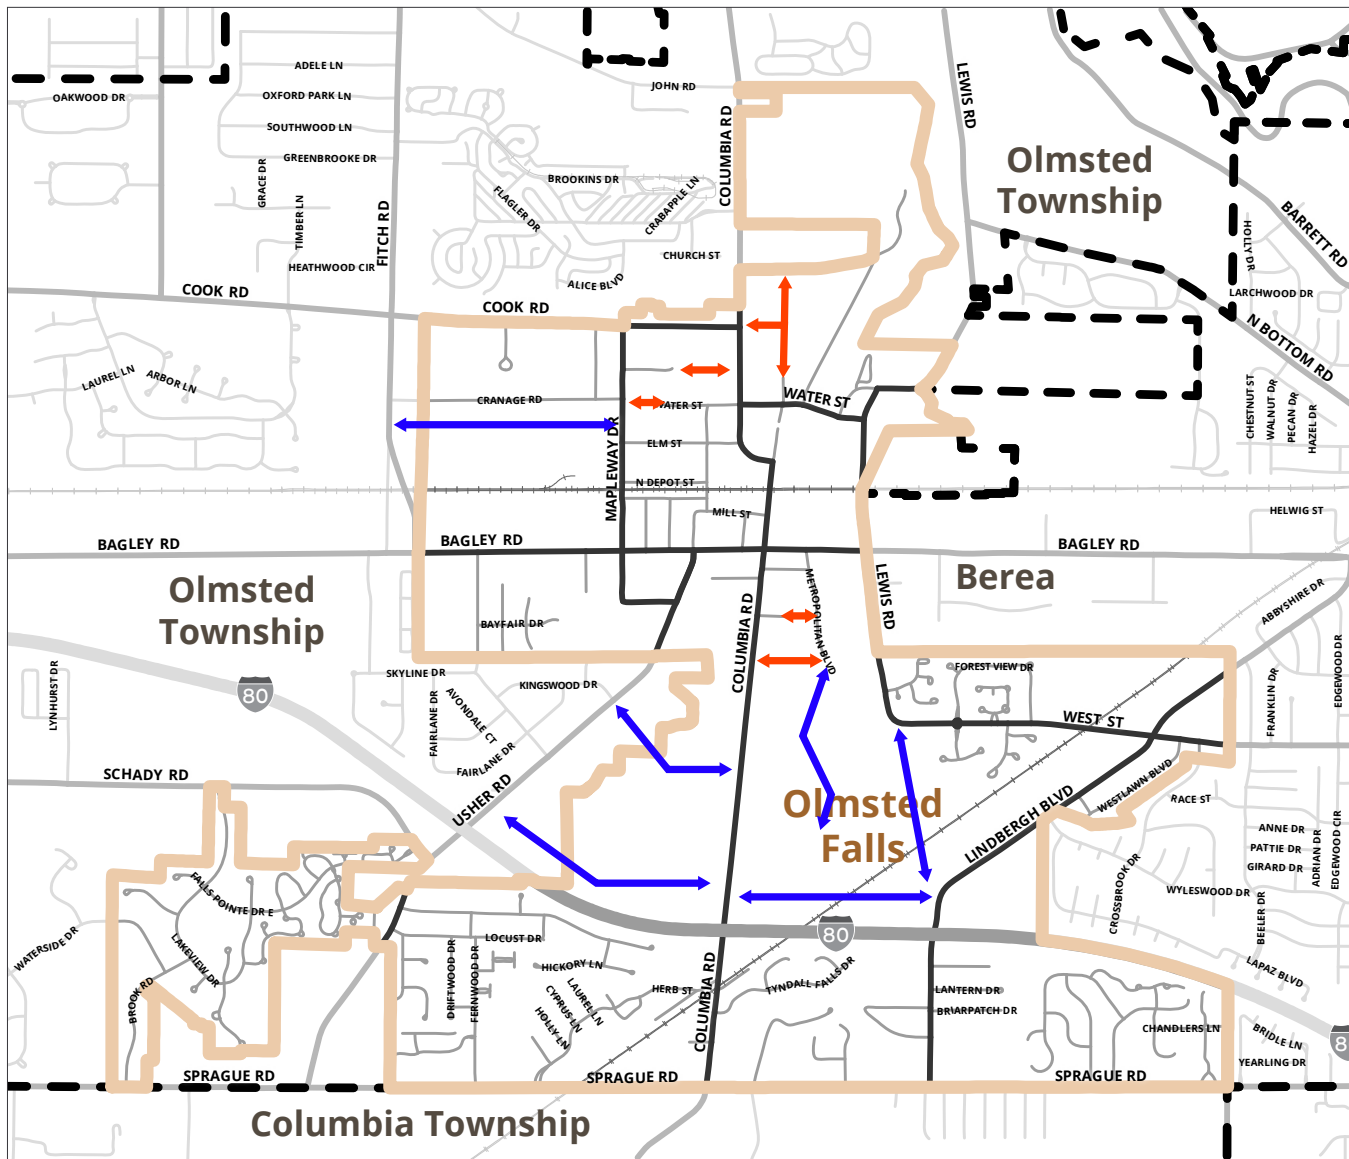 ADELE LN
OAKWOOD DR
OXFORD PARK LN
SOUTHWOOD LN
GREENBROOKE DR
GRACE DR
TIMBER LN
FITCH RD
HEATHWOOD CIR
COOK RD
JOHN RD
COLUMBIA RD
LEWIS RD
BROOKINS DR
FLAGLER DR
CRABAPPLE LN
CHURCH ST
ALICE BLVD
COOK RD
Olmsted
Township
BARRETT RD
HOLLY DR
LARCHWOOD DR
N BOTTOM RD
LAUREL LN
ARBOR LN
CRANAGE RD
WATER ST
WATER ST
MAPLEWAY DR
ELM ST
N DEPOT ST
MILL ST
CHESTNUT ST
WALNUT DR
PECAN DR
HAZEL DR
HELWIG ST
BAGLEY RD
BAGLEY RD
BAGLEY RD
Olmsted
Township
Berea
METROPOLITAN BLVD
LEWIS RD
COLUMBIA RD
ABBYSHIRE DR
BAYFAIR DR
SKYLINE DR
KINGSWOOD DR
LYNHURST DR
80
FAIRLANE DR
AVONDALE CT
FAIRLANE DR
FOREST VIEW DR
WEST ST
FRANKLIN DR
EDGEWOOD DR
SCHADY RD
USHER RD
WESTLAWN BLVD
RACE ST
Olmsted
Falls
LINDBERGH BLVD
ANNE DR
PATTIE DR
GIRARD DR
ADRIAN DR
EDGEWOOD CIR
FALLS POINTE DR E
CROSSBROOK DR
WYLESWOOD DR
BEELER DR
WATERSIDE DR
LAKEVIEW DR
BROOK RD
LOCUST DR
DRIFTWOOD DR
FERNWOOD DR
HICKORY LN
LAUREL LN
CYPRUS LN
HOLLY LN
HERB ST
COLUMBIA RD
80
TYNDALL FALLS DR
LANTERN DR
BRIARPATCH DR
LAPAZ BLVD
CHANDLERS LN
BRIDLE LN
8
YEARLING DR
SPRAGUE RD
SPRAGUE RD
SPRAGUE RD
Columbia Township